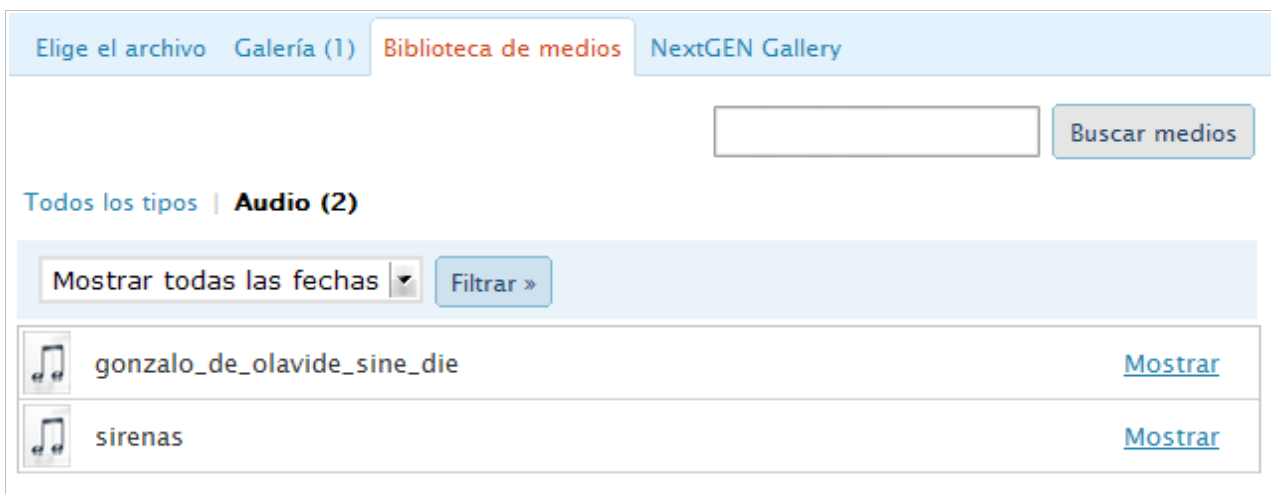 Elige el archivo Galería (1) Biblioteca de medios NextGEN Gallery
Buscar medios
Todos los tipos | Audio (2)
Mostrar todas las fechas Filtrar »
gonzalo_de_olavide_sine_die Mostrar
sirenas Mostrar